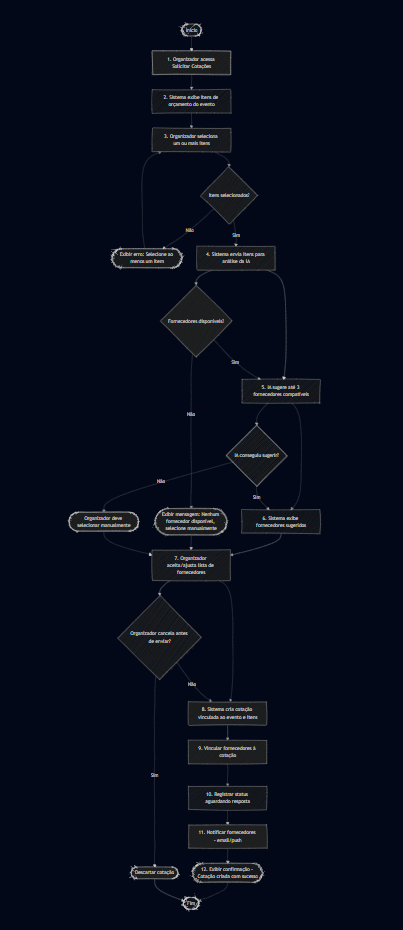 Início
1. Organizador acessa
Solicitar Cotações
2. Sistema exibe itens de
orçamento do evento
3. Organizador seleciona
um ou mais itens
Itens selecionados?
Não
Sim
Exibir erro: Selecione ao
menos um item
4. Sistema envia itens para
análise da IA
Fornecedores disponíveis?
Sim
5. IA sugere até 3
fornecedores compatíveis
Não
IA conseguiu sugerir?
Não
Sim
Organizador deve
selecionar manualmente
Exibir mensagem: Nenhum
fornecedor disponível,
selecione manualmente
6. Sistema exibe
fornecedores sugeridos
7. Organizador
aceita/ajusta lista de
fornecedores
Organizador cancela antes
de enviar?
Não
8. Sistema cria cotação
vinculada ao evento e itens
9. Vincular fornecedores à
cotação
Sim
10. Registrar status
aguardando resposta
11. Notificar fornecedores
- email/push
Descartar cotação
12. Exibir confirmação -
Cotação criada com sucesso
Fim